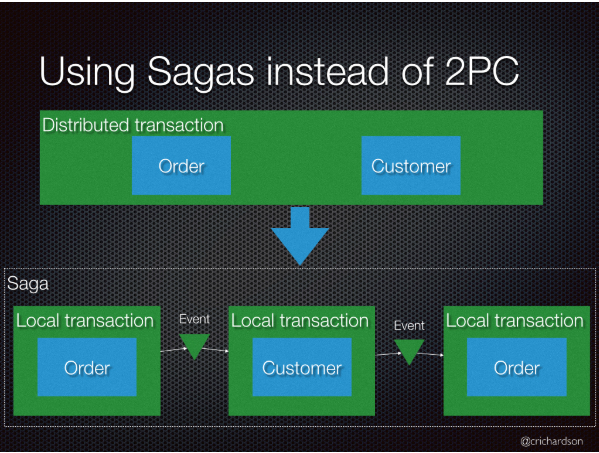 Using Sagas instead of 2PC
Distributed transaction
Order
Customer
Saga
Local transaction
Order
Event
Local transaction
Customer
Event
Local transaction
Order
@crichardson